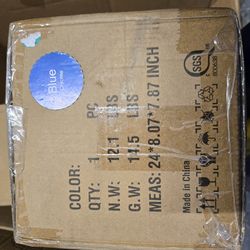 Blue
COLOR:
QTY: 1 PC
N.W: 12.1 LBS
G.W: 14.5 LBS
MEAS: 24*8.07*7.87 INCH
Made in China
SGS